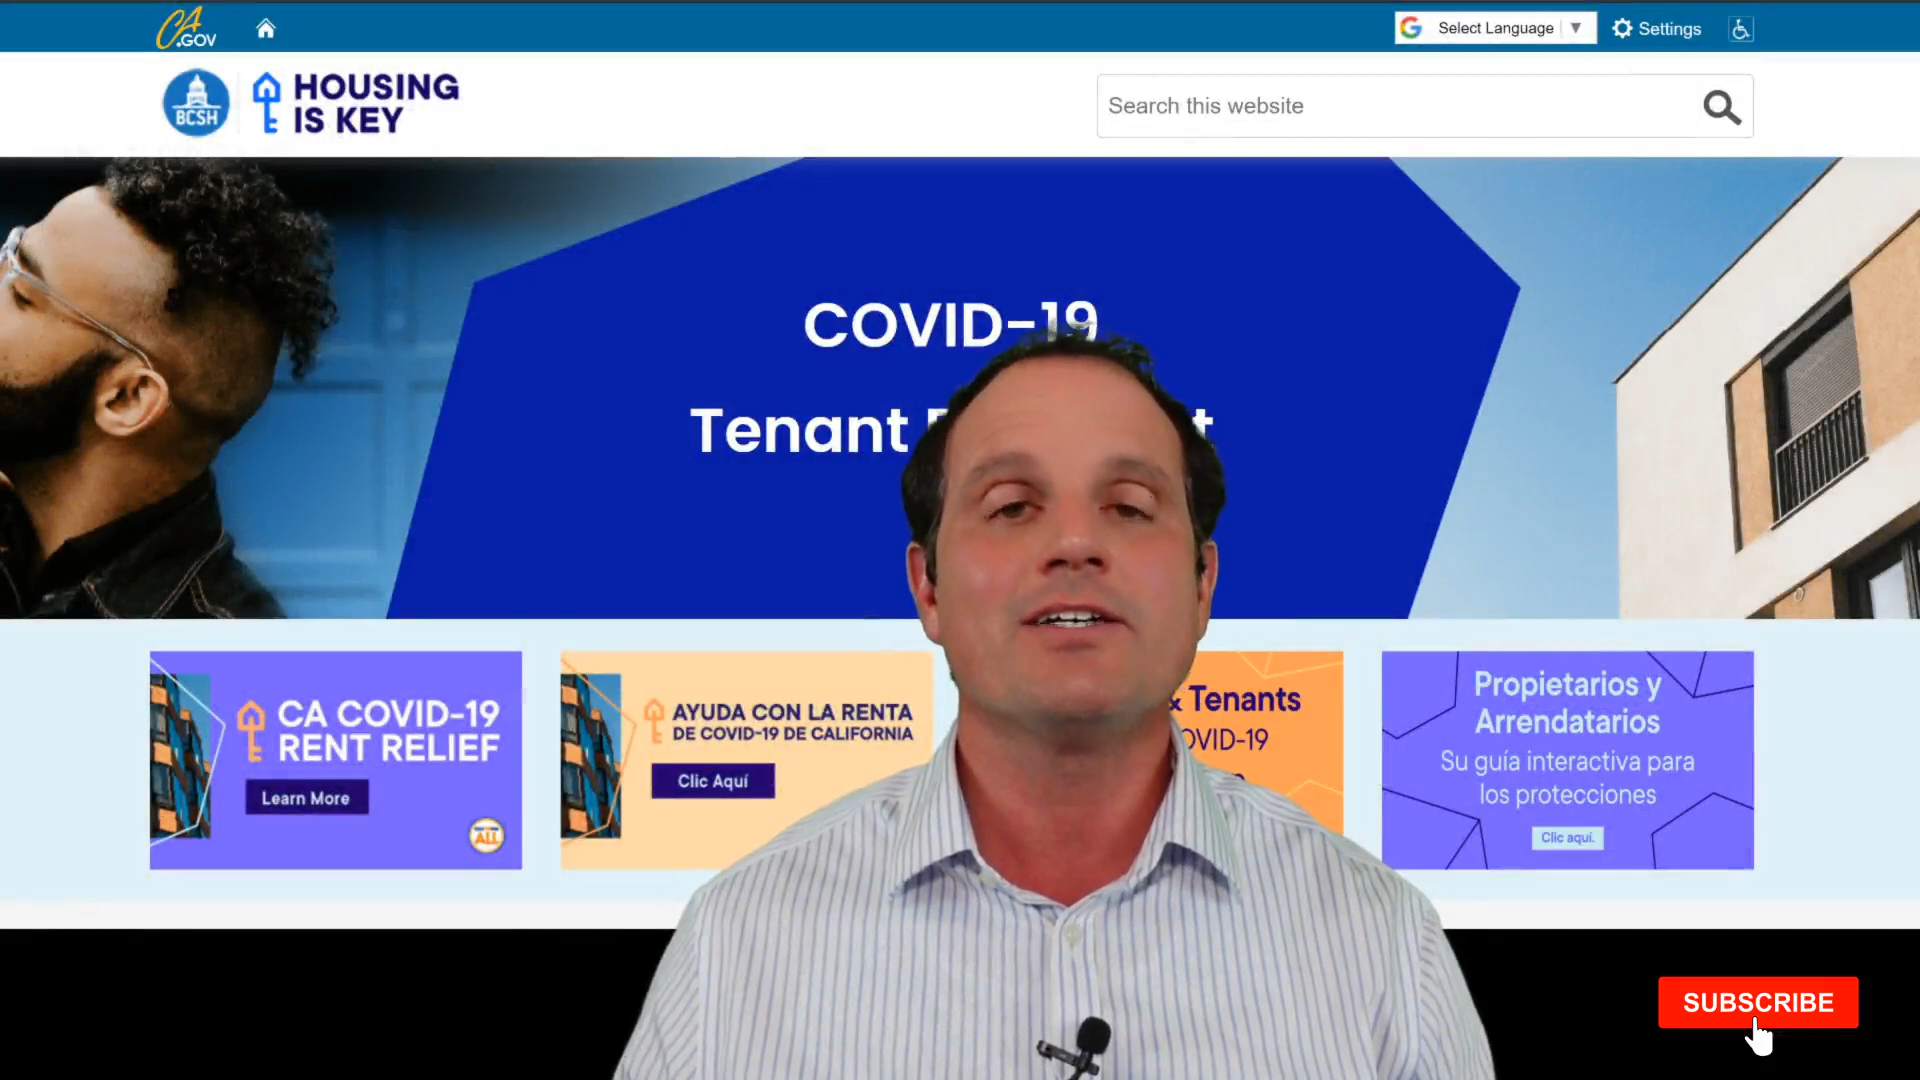 CA.GOV
Select Language ▼
Settings
BCSH
HOUSING
IS KEY
Search this website
COVID-19
Tenant
CA COVID-19
RENT RELIEF
Learn More
ALL
AYUDA CON LA RENTA
DE COVID-19 DE CALIFORNIA
Clic Aquí
& Tenants
Propietarios y
Arrendatarios
Su guía interactiva para
los protecciones
Clic aquí.
SUBSCRIBE